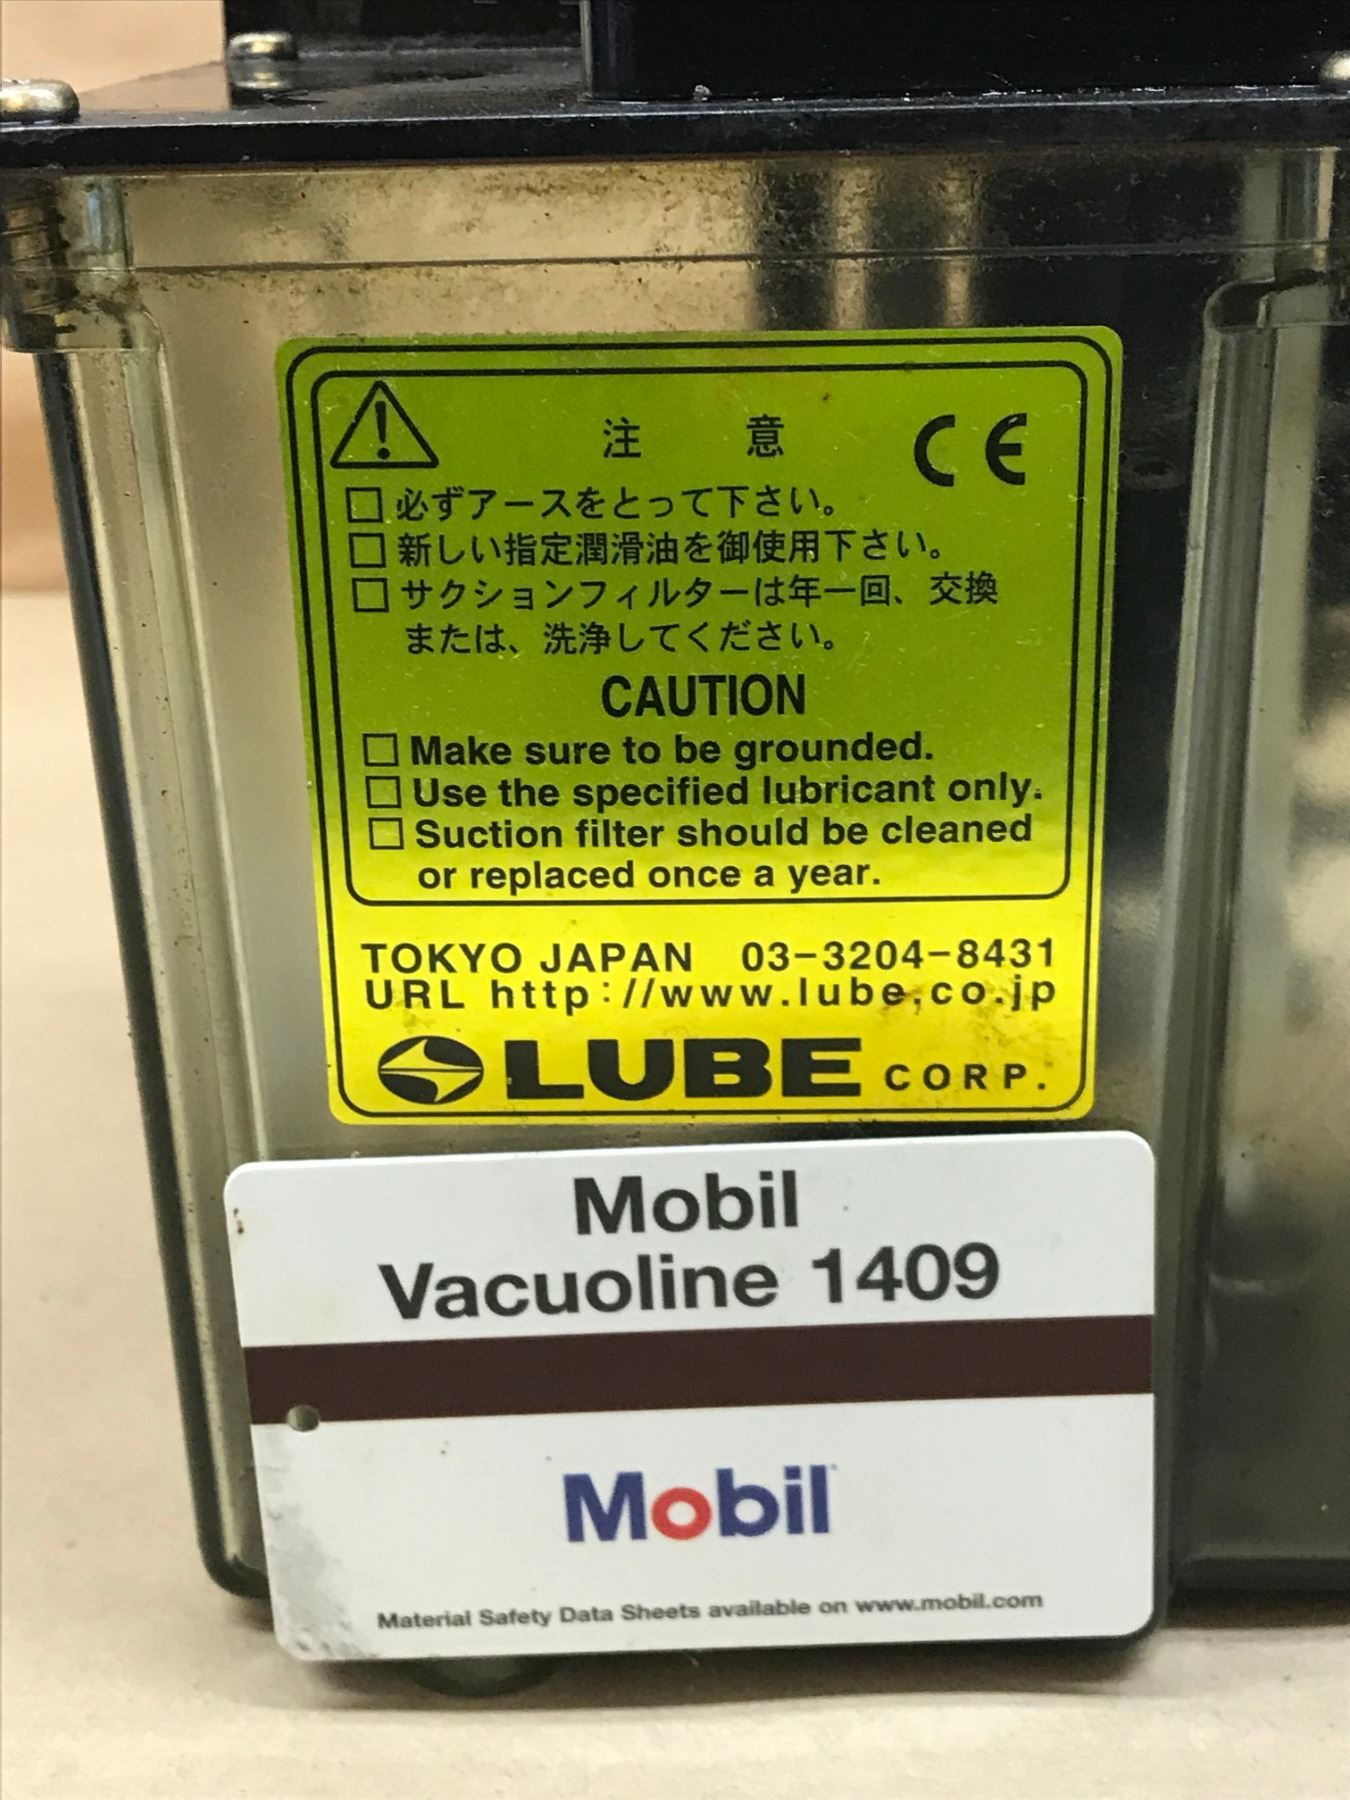 注 意 CE
□必ずアースをとって下さい。
□新しい指定潤滑油を御使用下さい。
□サクションフィルターは年一回、交換
または、洗浄してください。
CAUTION
□Make sure to be grounded.
□Use the specified lubricant only.
□Suction filter should be cleaned
or replaced once a year.
TOKYO JAPAN 03-3204-8431
URL http://www.lube.co.jp
LUBE CORP.
Mobil
Vacuoline 1409
Mobil
Material Safety Data Sheets available on www.mobil.com